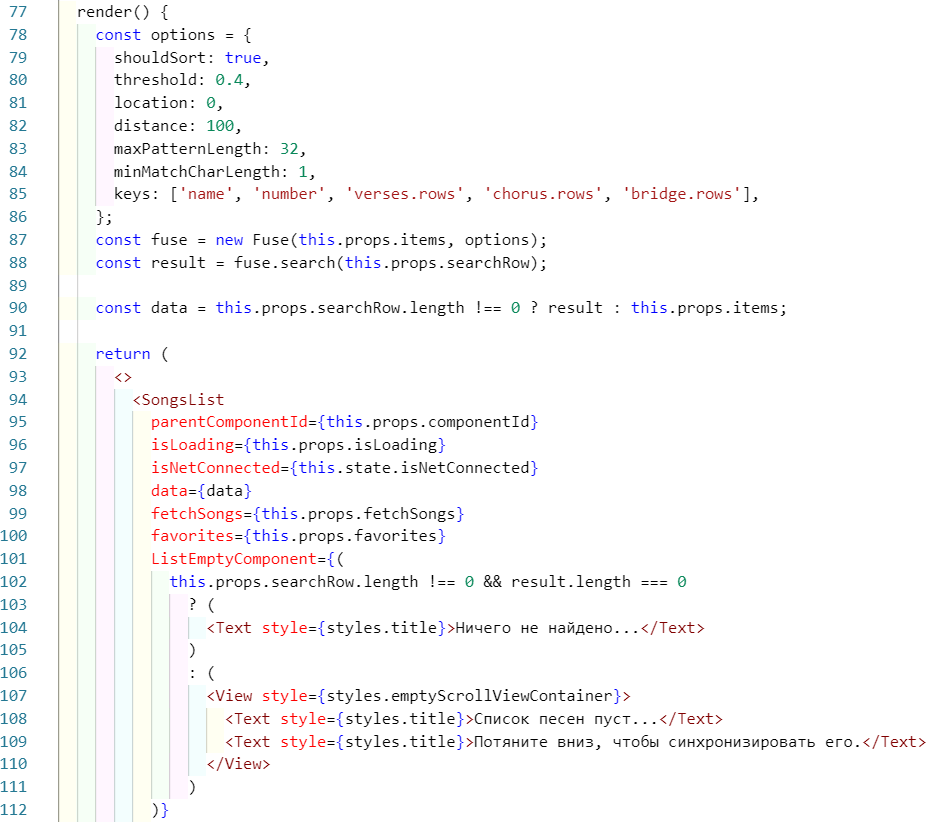 77 render() {
78 const options = {
79 shouldSort: true,
80 threshold: 0.4,
81 location: 0,
82 distance: 100,
83 maxPatternLength: 32,
84 minMatchCharLength: 1,
85 keys: ['name', 'number', 'verses.rows', 'chorus.rows', 'bridge.rows'],
86 };
87 const fuse = new Fuse(this.props.items, options);
88 const result = fuse.search(this.props.searchRow);
89
90 const data = this.props.searchRow.length !== 0 ? result : this.props.items;
91
92 return (
93 <>
94 <SongsList
95 parentComponentId={this.props.componentId}
96 isLoading={this.props.isLoading}
97 isNetConnected={this.state.isNetConnected}
98 data={data}
99 fetchSongs={this.props.fetchSongs}
100 favorites={this.props.favorites}
101 ListEmptyComponent={(
102 this.props.searchRow.length !== 0 && result.length === 0
103 ? (
104 <Text style={styles.title}>Ничего не найдено...</Text>
105 )
106 : (
107 <View style={styles.emptyScrollViewContainer}>
108 <Text style={styles.title}>Список песен пуст...</Text>
109 <Text style={styles.title}>Потяните вниз, чтобы синхронизировать его.</Text>
110 </View>
111 )
112 )}